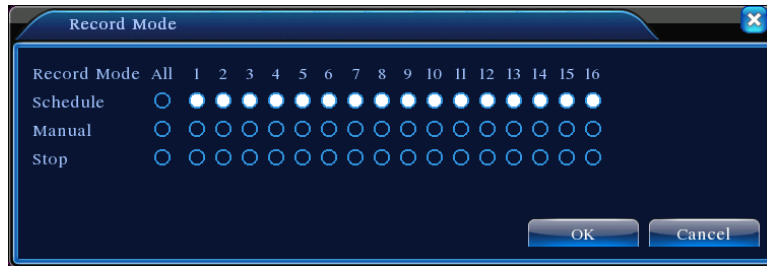 Record Mode
Record Mode All 1 2 3 4 5 6 7 8 9 10 11 12 13 14 15 16
Schedule
Manual
Stop
OK Cancel